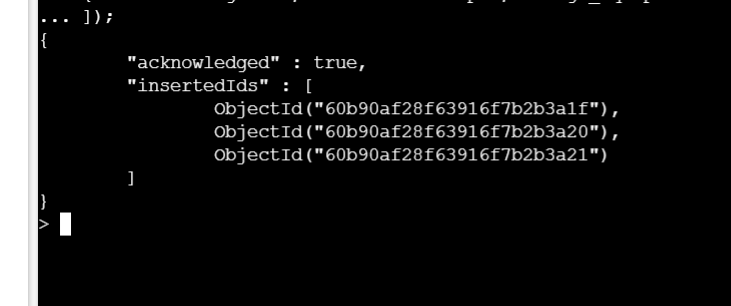 ... ]);
{
"acknowledged" : true,
"insertedIds" : [
ObjectId("60b90af28f63916f7b2b3a1f"),
ObjectId("60b90af28f63916f7b2b3a20"),
ObjectId("60b90af28f63916f7b2b3a21")
]
}
>